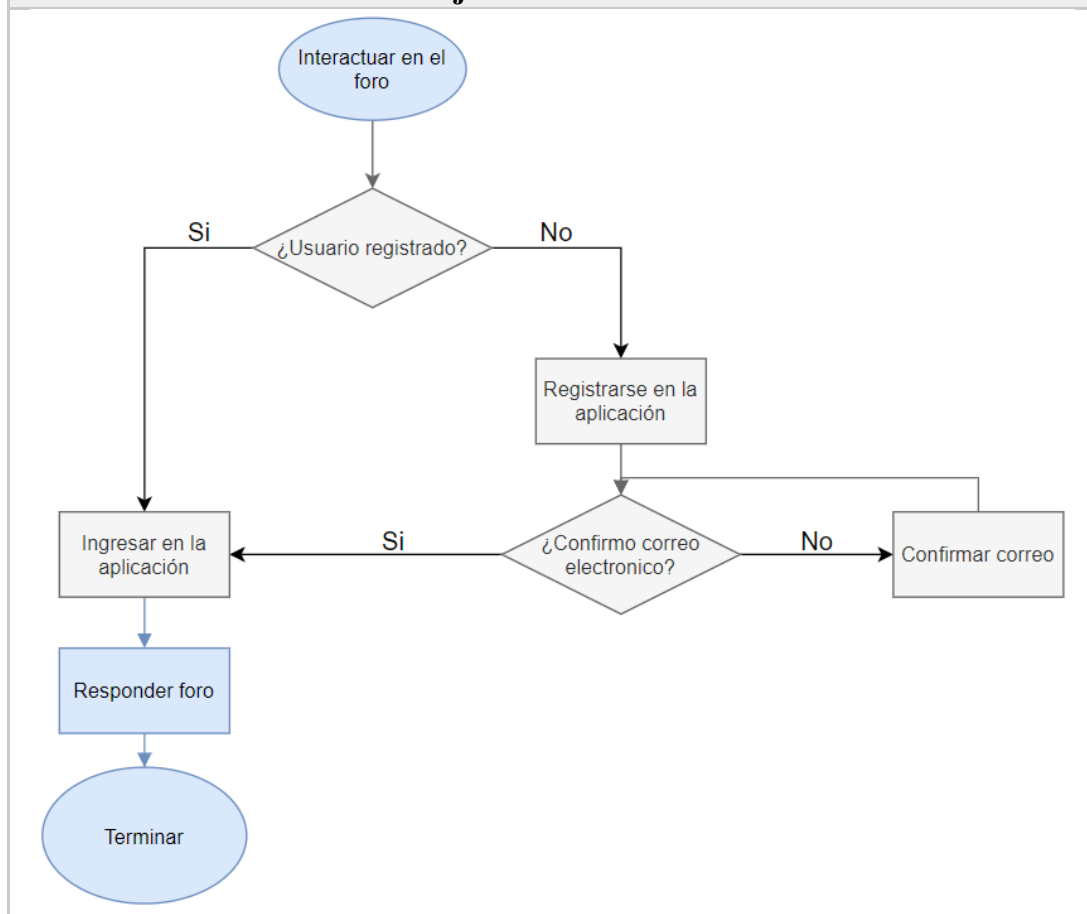 Interactuar en el
foro
¿Usuario registrado?
Si
No
Registrarse en la
aplicación
¿Confirmo correo
electronico?
Si
No
Ingresar en la
aplicación
Confirmar correo
Responder foro
Terminar